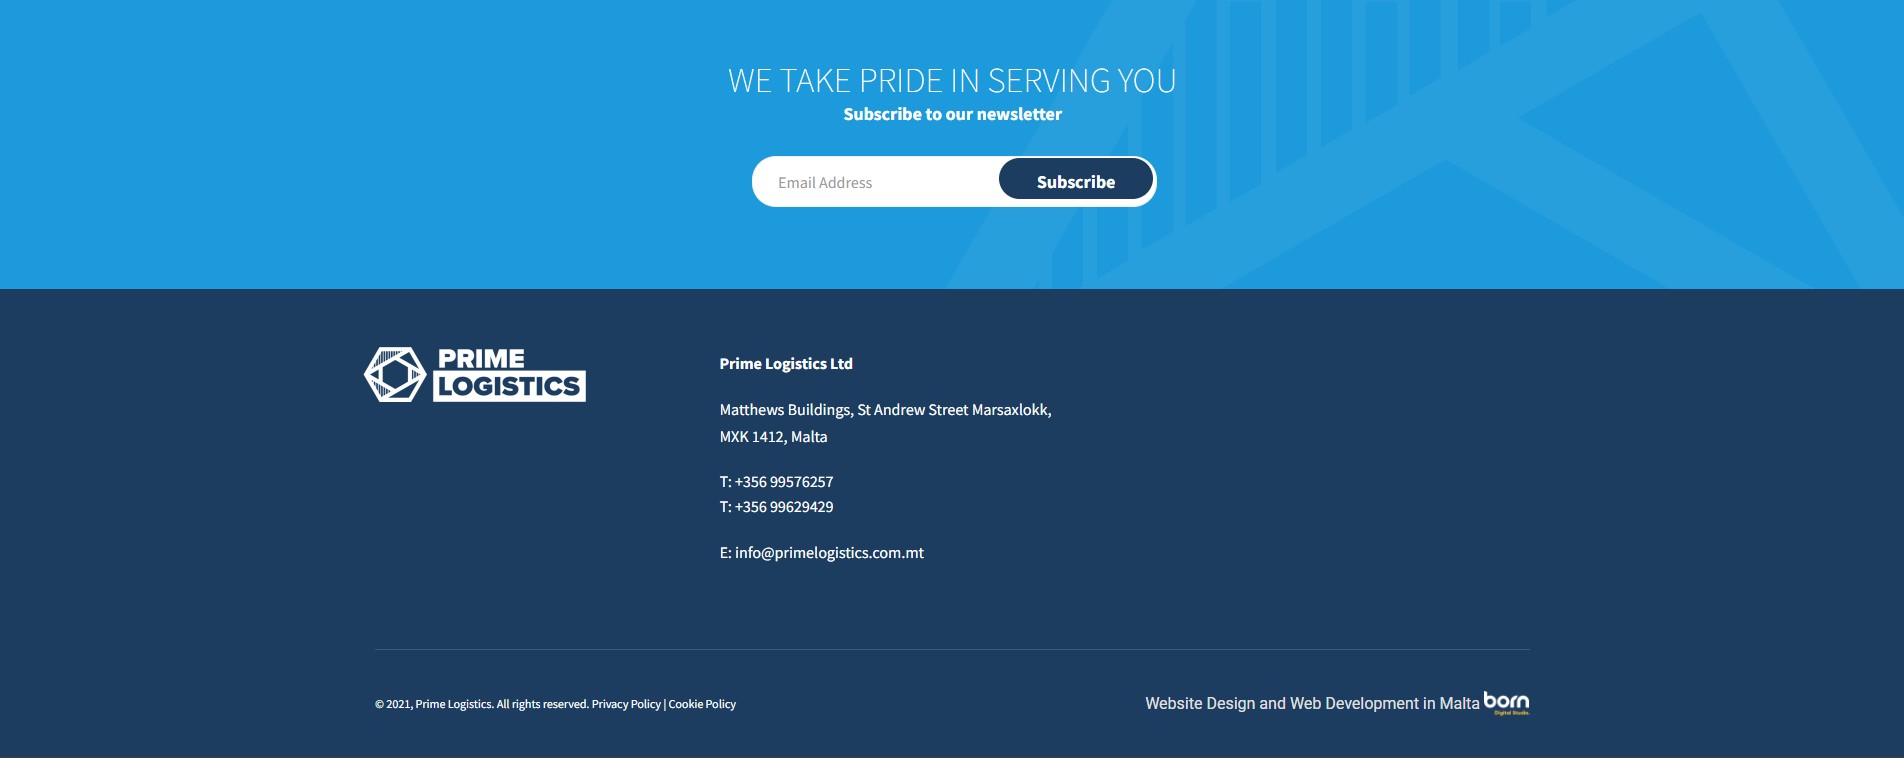 WE TAKE PRIDE IN SERVING YOU
Subscribe to our newsletter
Email Address
Subscribe
PRIME
LOGISTICS
Prime Logistics Ltd
Matthews Buildings, St Andrew Street Marsaxlokk,
MXK 1412, Malta
T: +356 99576257
T: +356 99629429
E: info@primelogistics.com.mt
© 2021, Prime Logistics. All rights reserved. Privacy Policy | Cookie Policy
Website Design and Web Development in Malta born
Digital Studio.